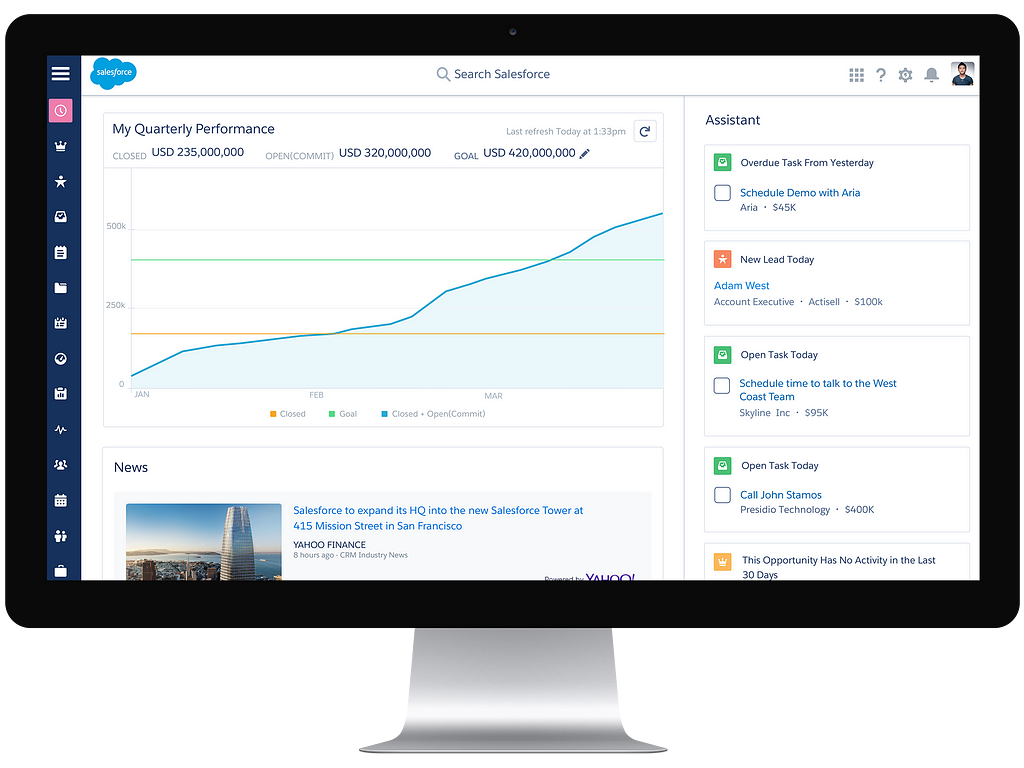 salesforce
Search Salesforce
My Quarterly Performance
Last refresh Today at 1:33pm
CLOSED USD 235,000,000 OPEN(COMMIT) USD 320,000,000 GOAL USD 420,000,000
500k
250k
0
JAN FEB MAR
Closed Goal Closed + Open(Commit)
News
Salesforce to expand its HQ into the new Salesforce Tower at
415 Mission Street in San Francisco
YAHOO FINANCE
8 hours ago · CRM Industry News
Powered by YAHOO!
Assistant
Overdue Task From Yesterday
Schedule Demo with Aria
Aria · $45K
New Lead Today
Adam West
Account Executive · Actisell · $100k
Open Task Today
Schedule time to talk to the West
Coast Team
Skyline Inc · $95K
Open Task Today
Call John Stamos
Presidio Technology · $400K
This Opportunity Has No Activity in the Last
30 Days